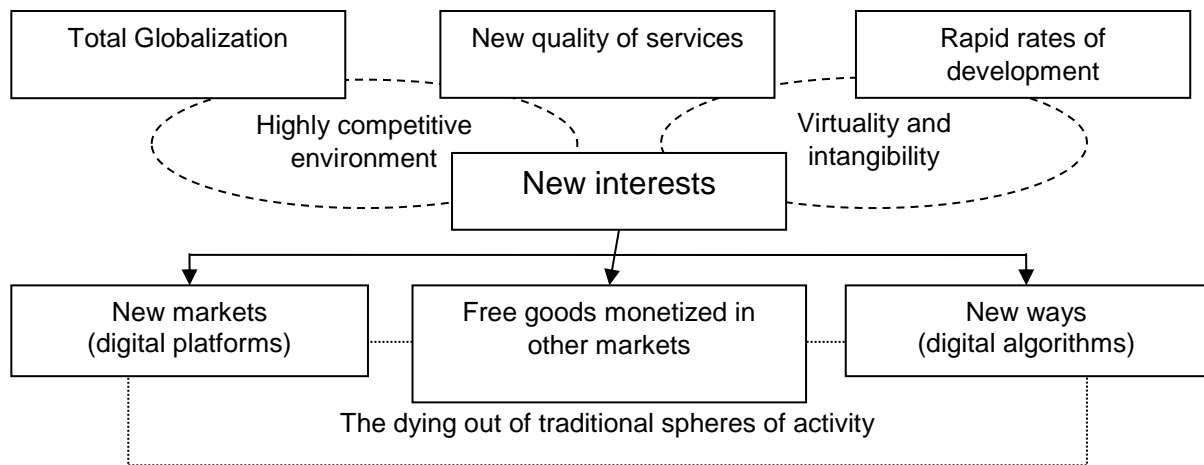 Total Globalization
New quality of services
Rapid rates of
development
Highly competitive
environment
Virtuality and
intangibility
New interests
New markets
(digital platforms)
Free goods monetized in
other markets
New ways
(digital algorithms)
The dying out of traditional spheres of activity